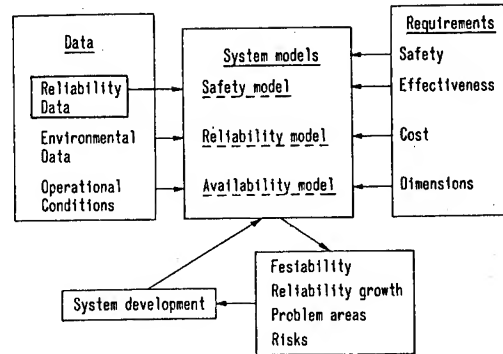 Data
Reliability
Data
Environmental
Data
Operational
Conditions
System models
Safety model
Reliability model
Availability model
Requirements
Safety
Effectiveness
Cost
Dimensions
System development
Fesiability
Reliability growth
Problem areas
Risks